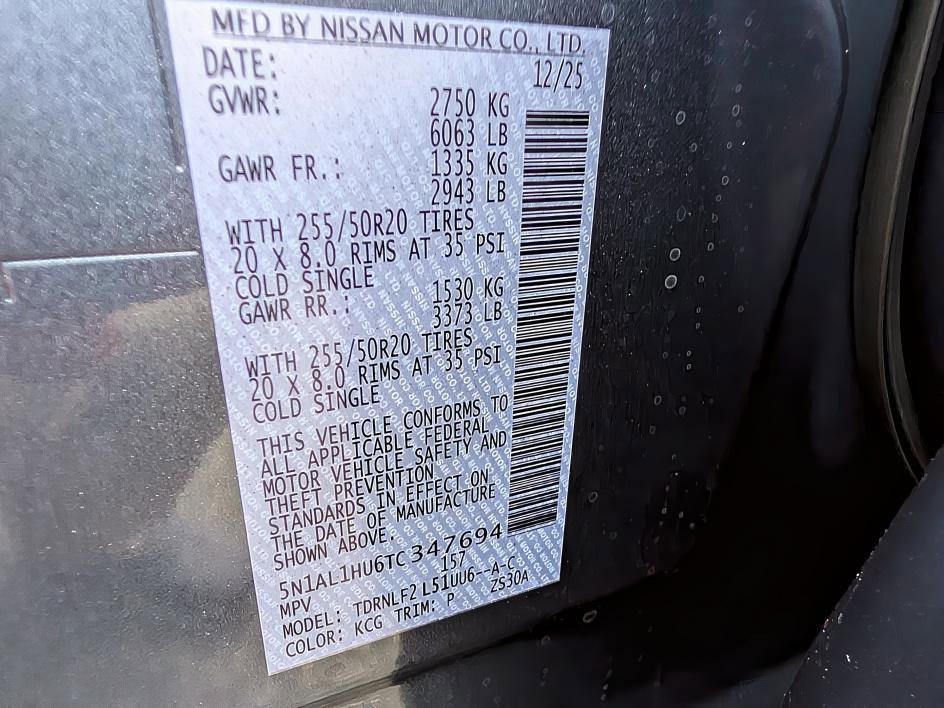 MFD BY NISSAN MOTOR CO., LTD.
DATE: 12/25
GVWR: 2750 KG
6063 LB
GAWR FR.: 1335 KG
2943 LB
WITH 255/50R20 TIRES
20 X 8.0 RIMS AT 35 PSI
COLD SINGLE
GAWR RR.: 1530 KG
3373 LB
WITH 255/50R20 TIRES
20 X 8.0 RIMS AT 35 PSI
COLD SINGLE
THIS VEHICLE CONFORMS TO
ALL APPLICABLE FEDERAL
MOTOR VEHICLE SAFETY AND
THEFT PREVENTION
STANDARDS IN EFFECT ON
THE DATE OF MANUFACTURE
SHOWN ABOVE.
5N1AL1HU6TC347694
MPV 157
MODEL: TDRNLF2 L51UU6--A-C
COLOR: KCG TRIM: P ZS30A